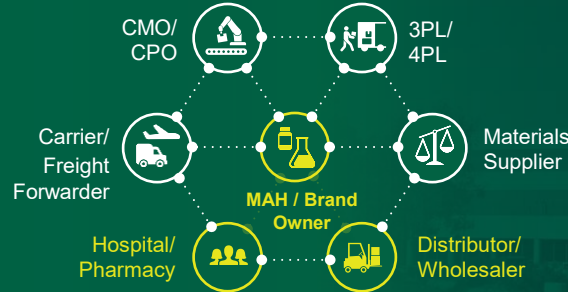 CMO/
CPO
3PL/
4PL
Carrier/
Freight
Forwarder
Materials
Supplier
MAH / Brand
Owner
Hospital/
Pharmacy
Distributor/
Wholesaler